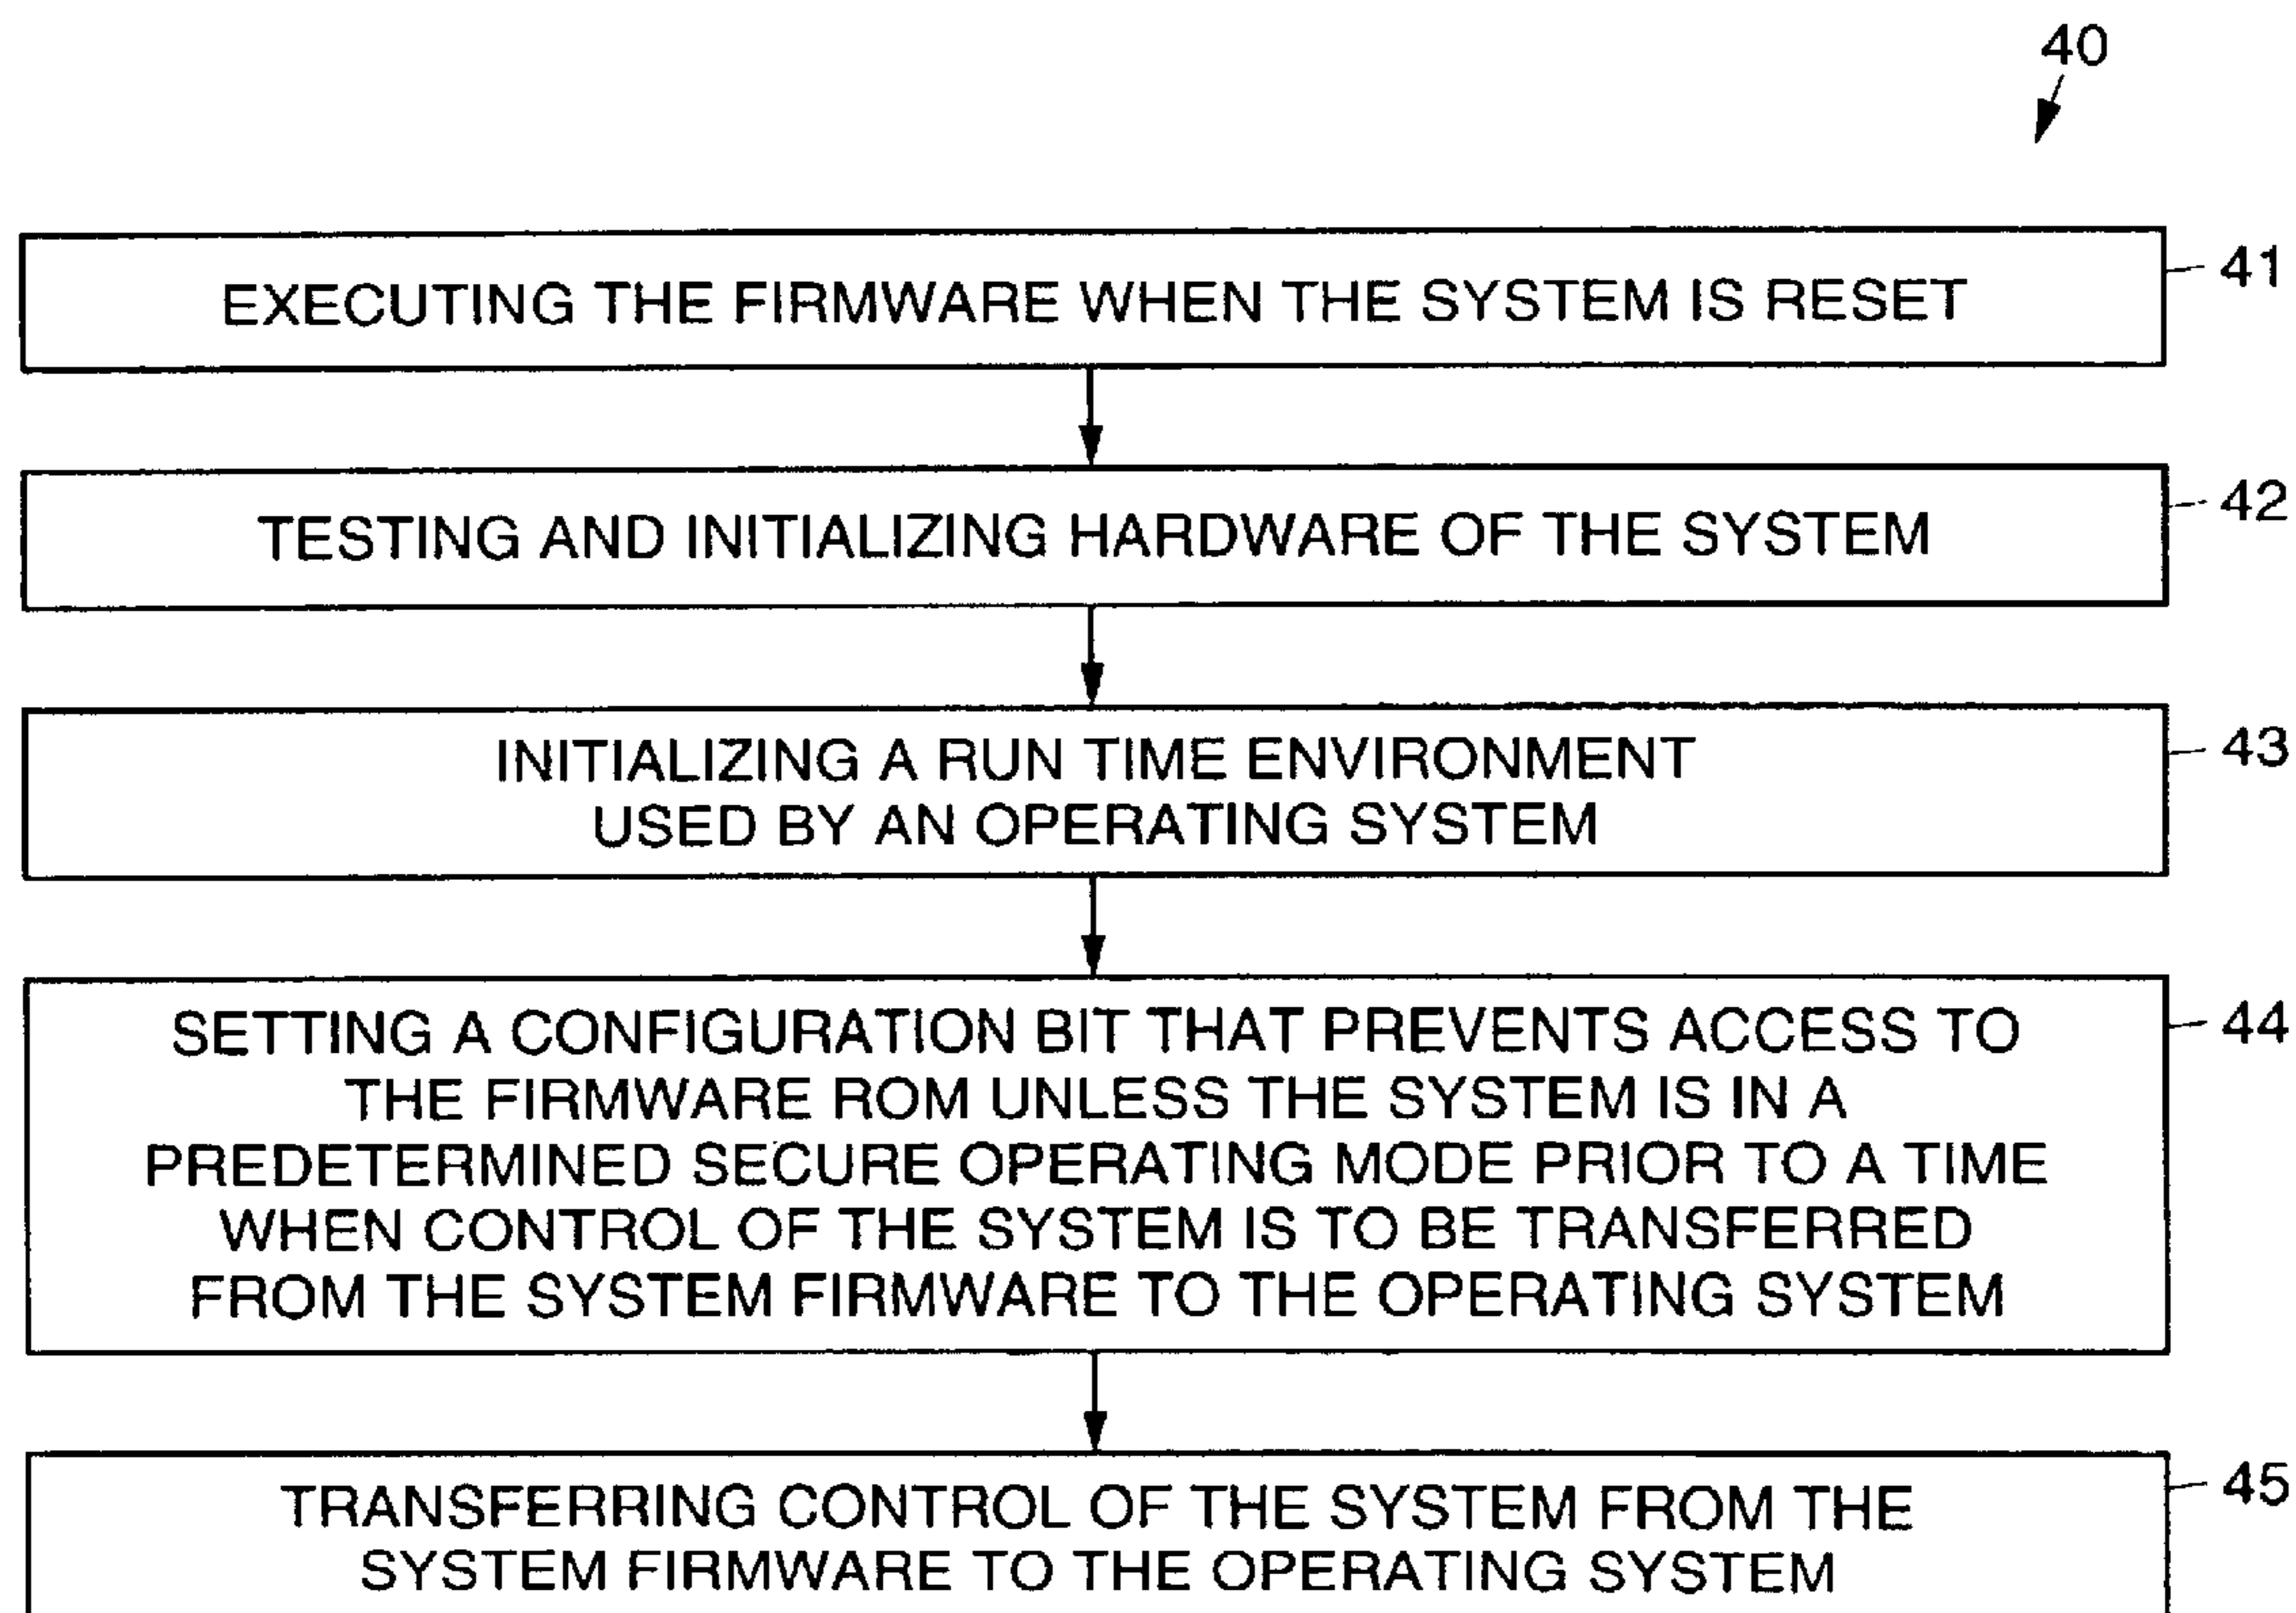 40
EXECUTING THE FIRMWARE WHEN THE SYSTEM IS RESET
41
TESTING AND INITIALIZING HARDWARE OF THE SYSTEM
42
INITIALIZING A RUN TIME ENVIRONMENT
USED BY AN OPERATING SYSTEM
43
SETTING A CONFIGURATION BIT THAT PREVENTS ACCESS TO
THE FIRMWARE ROM UNLESS THE SYSTEM IS IN A
PREDETERMINED SECURE OPERATING MODE PRIOR TO A TIME
WHEN CONTROL OF THE SYSTEM IS TO BE TRANSFERRED
FROM THE SYSTEM FIRMWARE TO THE OPERATING SYSTEM
44
TRANSFERRING CONTROL OF THE SYSTEM FROM THE
SYSTEM FIRMWARE TO THE OPERATING SYSTEM
45